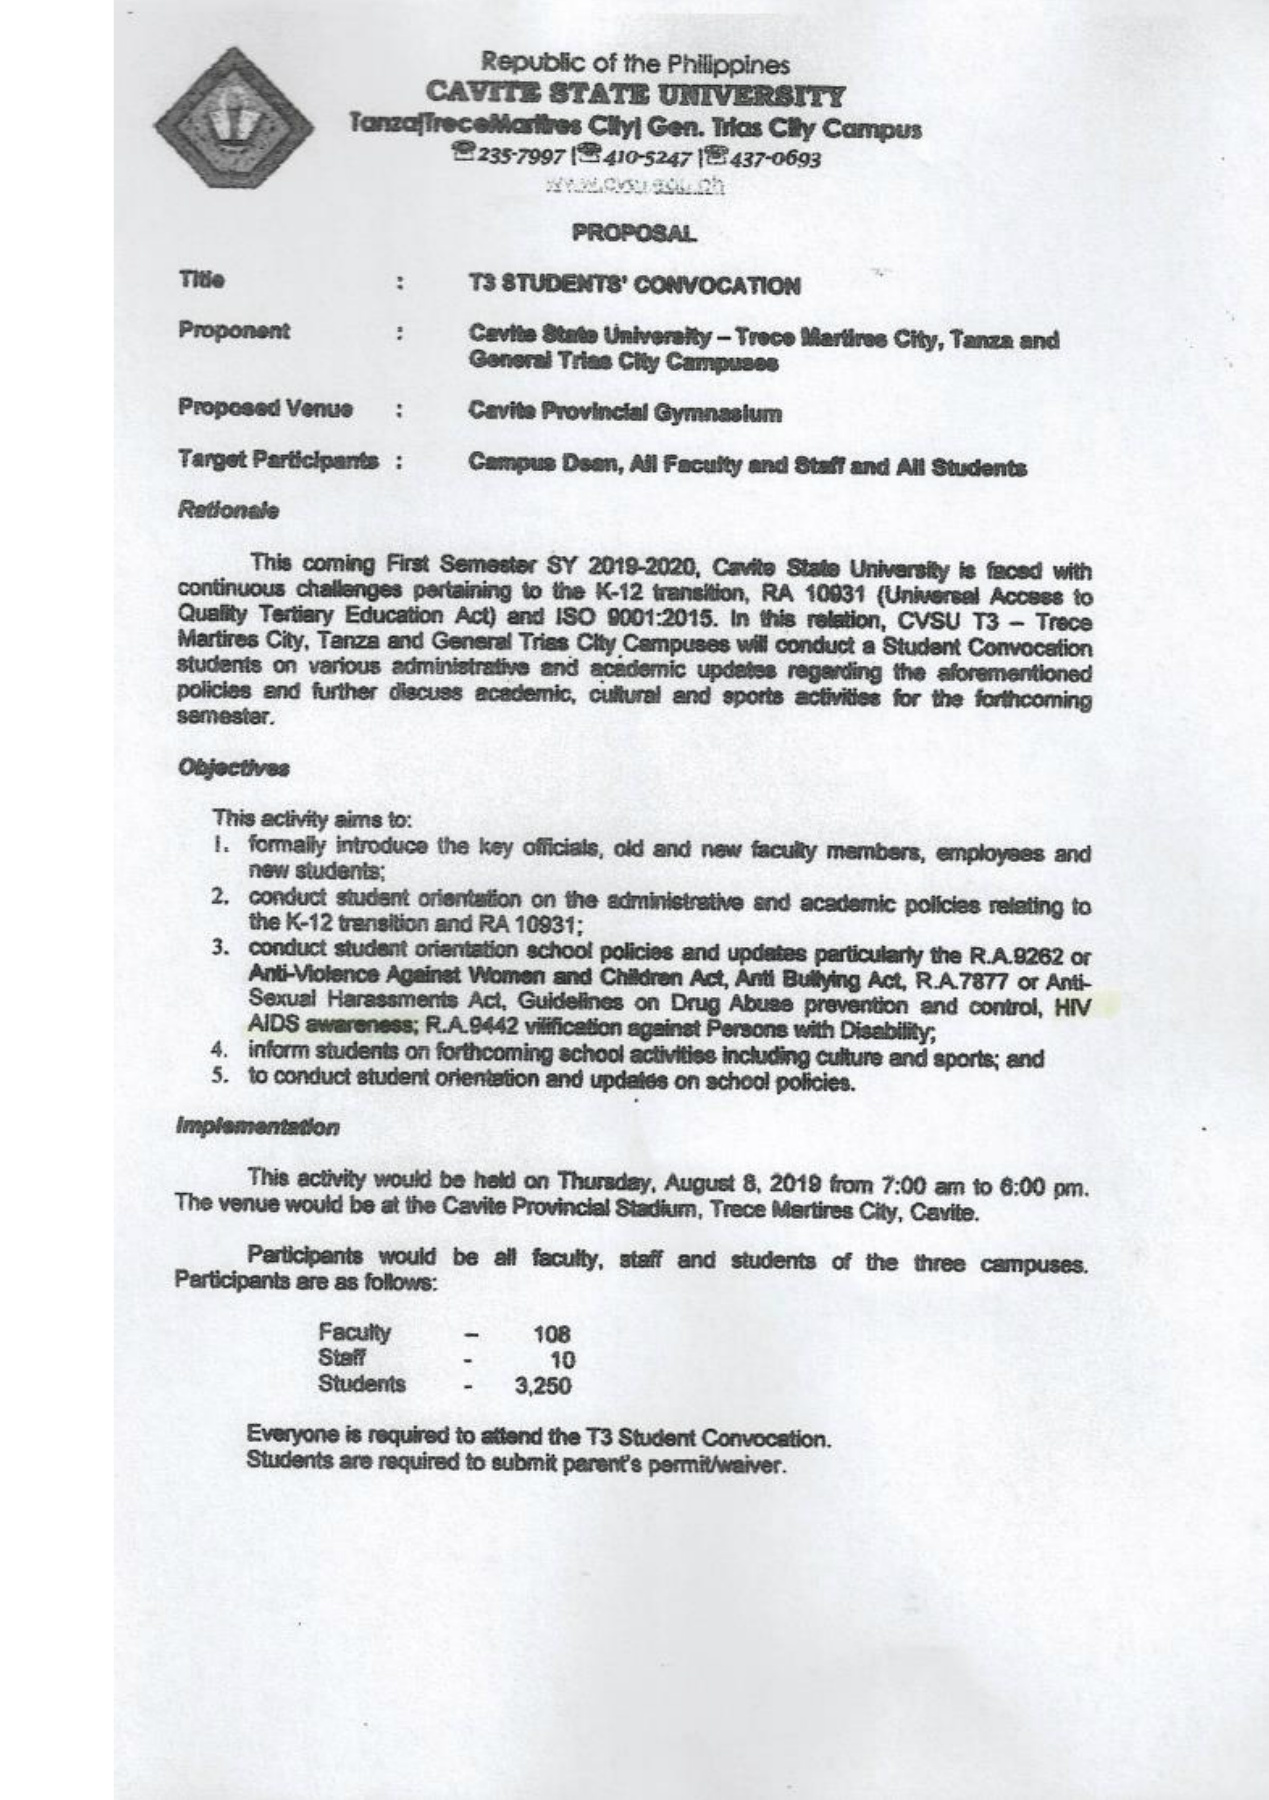 Republic of the Philippines
CAVITE STATE UNIVERSITY
Tanza|TreceMartires City| Gen. Trias City Campus
☎235-7997 |☎410-5247 |☎437-0693
www.cvsu.edu.ph
PROPOSAL
Title : T3 STUDENTS' CONVOCATION
Proponent : Cavite State University – Trece Martires City, Tanza and
General Trias City Campuses
Proposed Venue : Cavite Provincial Gymnasium
Target Participants : Campus Dean, All Faculty and Staff and All Students
Rationale
This coming First Semester SY 2019-2020, Cavite State University is faced with
continuous challenges pertaining to the K-12 transition, RA 10931 (Universal Access to
Quality Tertiary Education Act) and ISO 9001:2015. In this relation, CVSU T3 – Trece
Martires City, Tanza and General Trias City Campuses will conduct a Student Convocation
students on various administrative and academic updates regarding the aforementioned
policies and further discuss academic, cultural and sports activities for the forthcoming
semester.
Objectives
This activity aims to:
1. formally introduce the key officials, old and new faculty members, employees and
new students;
2. conduct student orientation on the administrative and academic policies relating to
the K-12 transition and RA 10931;
3. conduct student orientation school policies and updates particularly the R.A.9262 or
Anti-Violence Against Women and Children Act, Anti Bullying Act, R.A.7877 or Anti-
Sexual Harassments Act, Guidelines on Drug Abuse prevention and control, HIV
AIDS awareness; R.A.9442 vilification against Persons with Disability;
4. inform students on forthcoming school activities including culture and sports; and
5. to conduct student orientation and updates on school policies.
Implementation
This activity would be held on Thursday, August 8, 2019 from 7:00 am to 6:00 pm.
The venue would be at the Cavite Provincial Stadium, Trece Martires City, Cavite.
Participants would be all faculty, staff and students of the three campuses.
Participants are as follows:
Faculty – 108
Staff - 10
Students - 3,250
Everyone is required to attend the T3 Student Convocation.
Students are required to submit parent's permit/waiver.